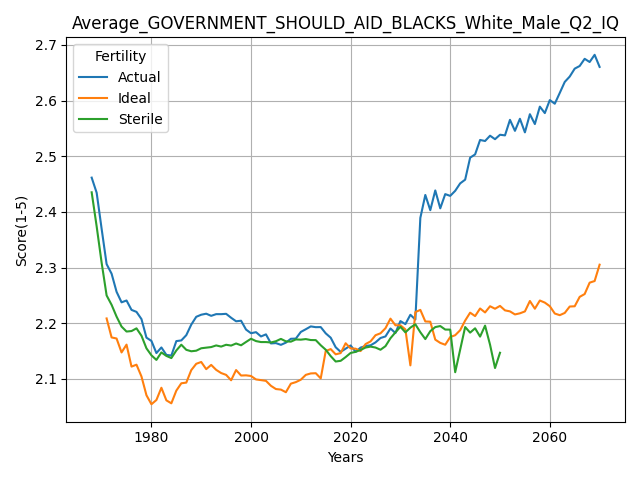 Average_GOVERNMENT_SHOULD_AID_BLACKS_White_Male_Q2_IQ
Fertility
Actual
Ideal
Sterile
Score(1-5)
2.7
2.6
2.5
2.4
2.3
2.2
2.1
1980 2000 2020 2040 2060
Years